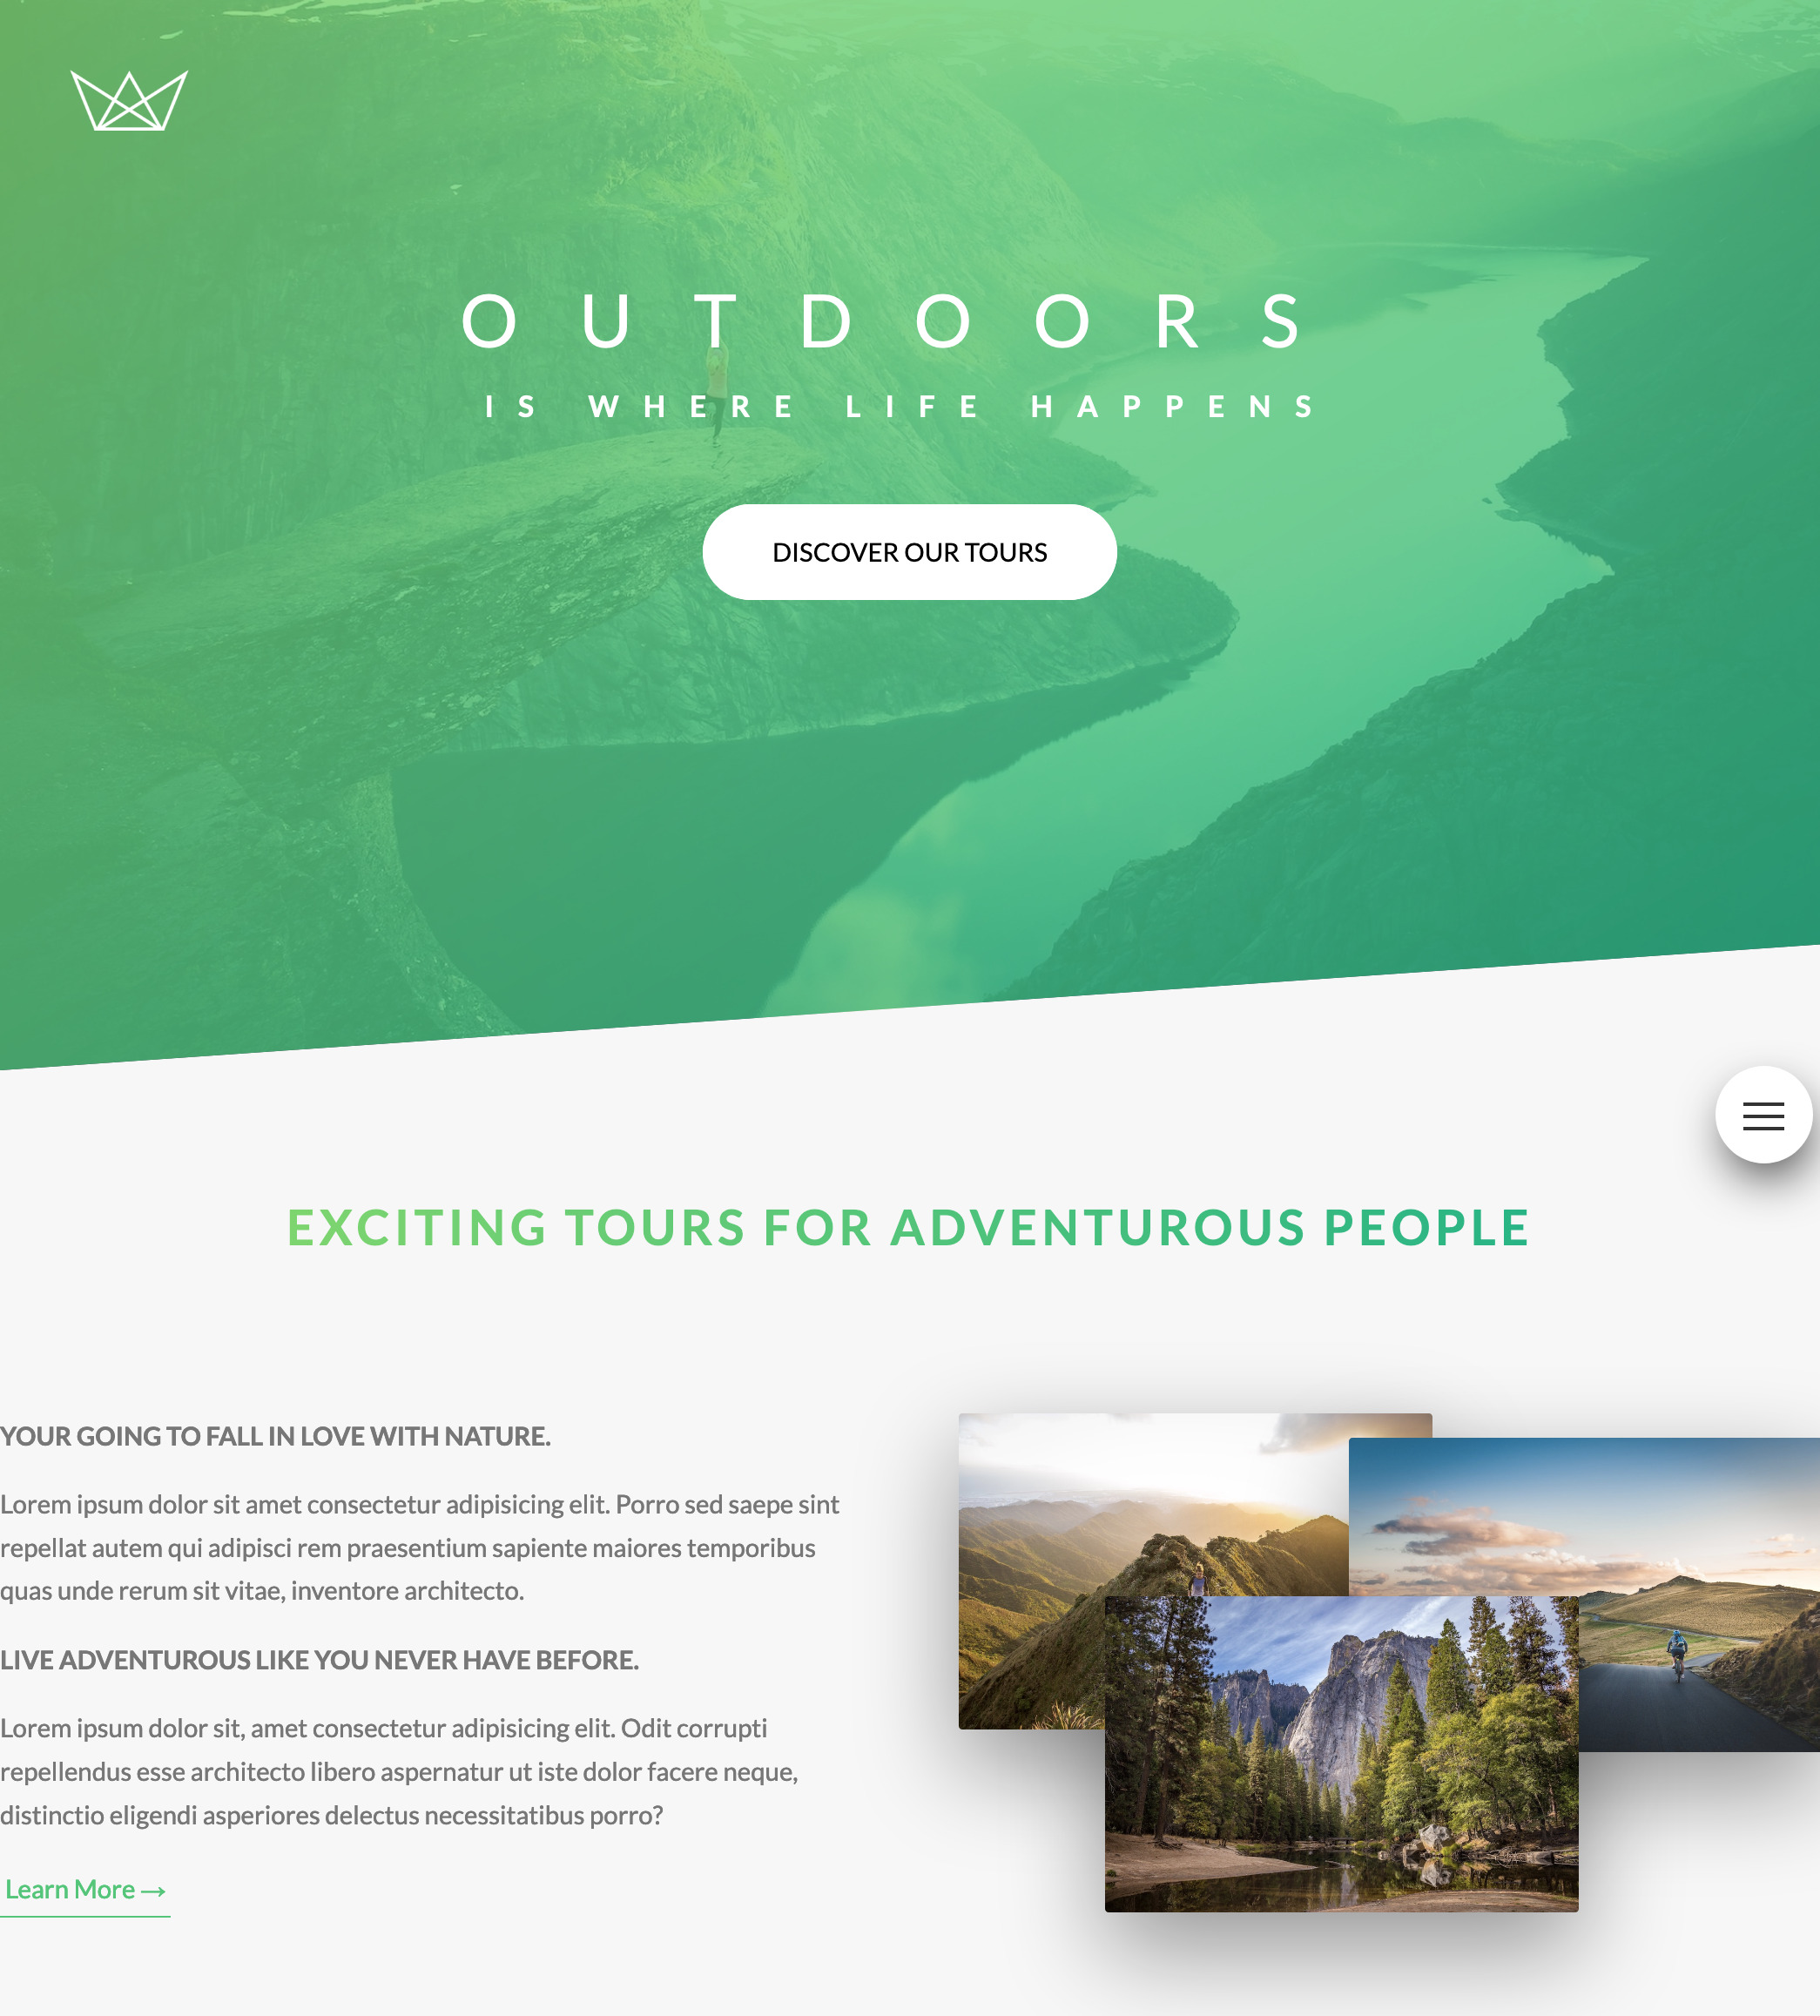 OUTDOORS
IS WHERE LIFE HAPPENS
DISCOVER OUR TOURS
EXCITING TOURS FOR ADVENTUROUS PEOPLE
YOUR GOING TO FALL IN LOVE WITH NATURE.
Lorem ipsum dolor sit amet consectetur adipisicing elit. Porro sed saepe sint
repellat autem qui adipisci rem praesentium sapiente maiores temporibus
quas unde rerum sit vitae, inventore architecto.
LIVE ADVENTUROUS LIKE YOU NEVER HAVE BEFORE.
Lorem ipsum dolor sit, amet consectetur adipisicing elit. Odit corrupti
repellendus esse architecto libero aspernatur ut iste dolor facere neque,
distinctio eligendi asperiores delectus necessitatibus porro?
Learn More →